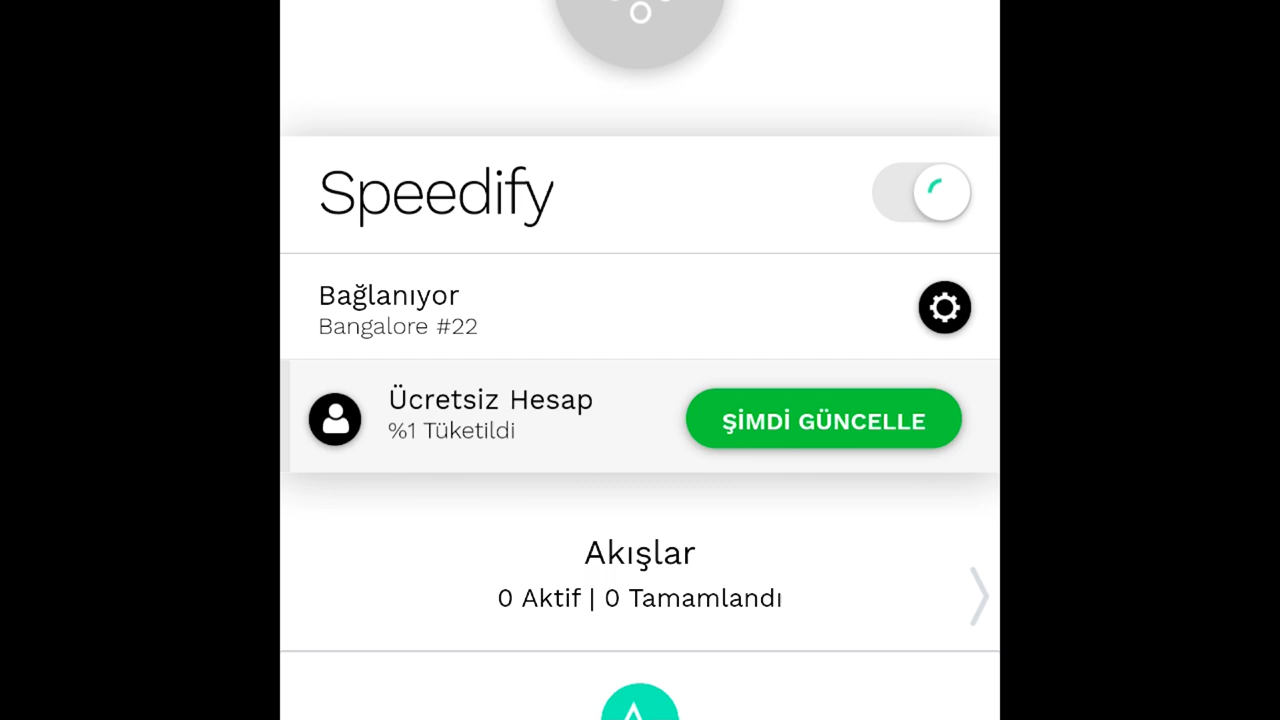 Speedify
Bağlanıyor
Bangalore #22
Ücretsiz Hesap
%1 Tüketildi
ŞİMDİ GÜNCELLE
Akışlar
0 Aktif | 0 Tamamlandı